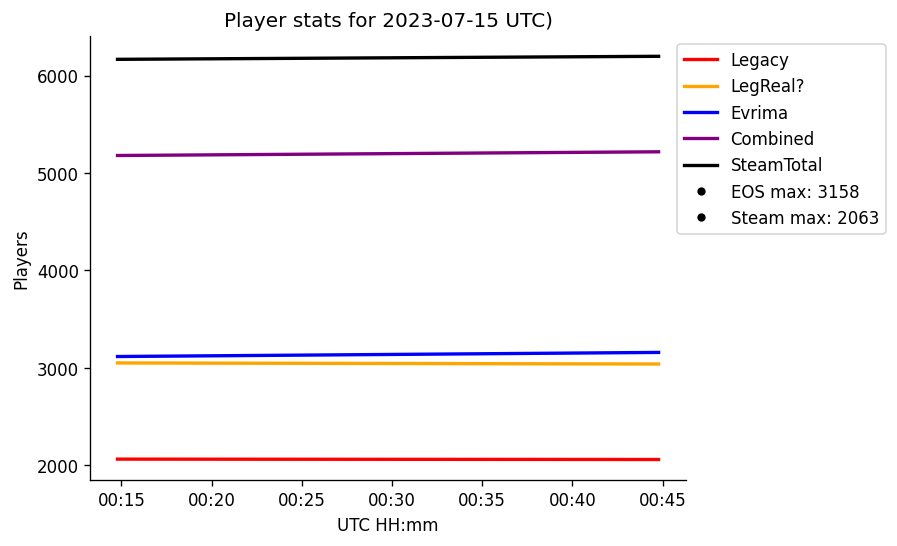 Player stats for 2023-07-15 UTC)
Legacy
LegReal?
Evrima
Combined
SteamTotal
EOS max: 3158
Steam max: 2063
Players
6000
5000
4000
3000
2000
00:15 00:20 00:25 00:30 00:35 00:40 00:45
UTC HH:mm